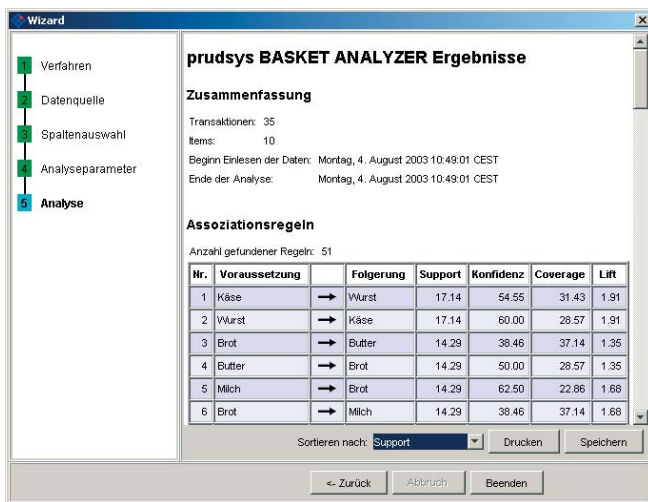 Wizard
1 Verfahren
2 Datenquelle
3 Spaltenauswahl
4 Analyseparameter
5 Analyse
prudsys BASKET ANALYZER Ergebnisse
Zusammenfassung
Transaktionen: 35
Items: 10
Beginn Einlesen der Daten: Montag, 4. August 2003 10:49:01 CEST
Ende der Analyse: Montag, 4. August 2003 10:49:01 CEST
Assoziationsregeln
Anzahl gefundener Regeln: 51
Nr. Voraussetzung Folgerung Support Konfidenz Coverage Lift
1 Käse → Wurst 17.14 54.55 31.43 1.91
2 Wurst → Käse 17.14 60.00 28.57 1.91
3 Brot → Butter 14.29 38.46 37.14 1.35
4 Butter → Brot 14.29 50.00 28.57 1.35
5 Milch → Brot 14.29 62.50 22.86 1.68
6 Brot → Milch 14.29 38.46 37.14 1.68
Sortieren nach: Support Drucken Speichern
<- Zurück Abbruch Beenden